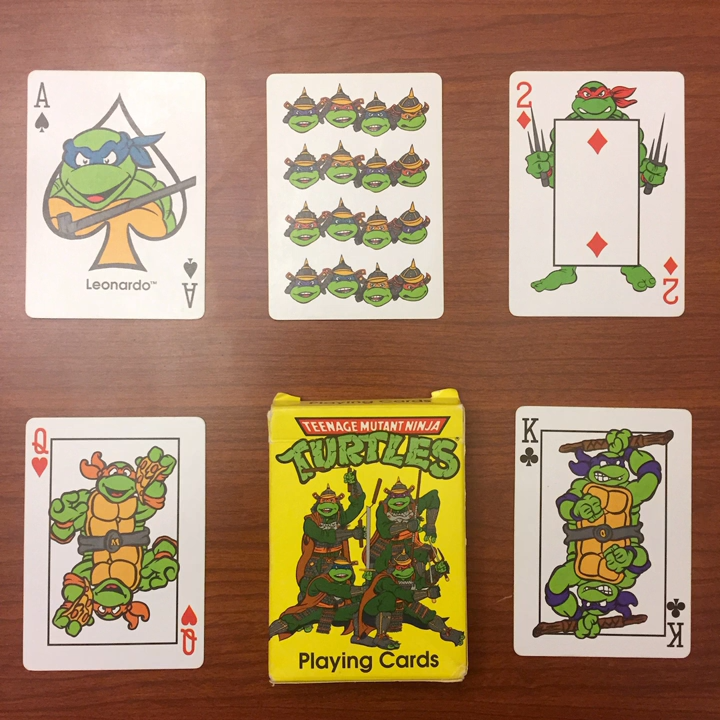 A
Leonardo™
A
2
2
Q
Q
Playing Cards
TEENAGE MUTANT NINJA
TURTLES®
Playing Cards
M
K
K